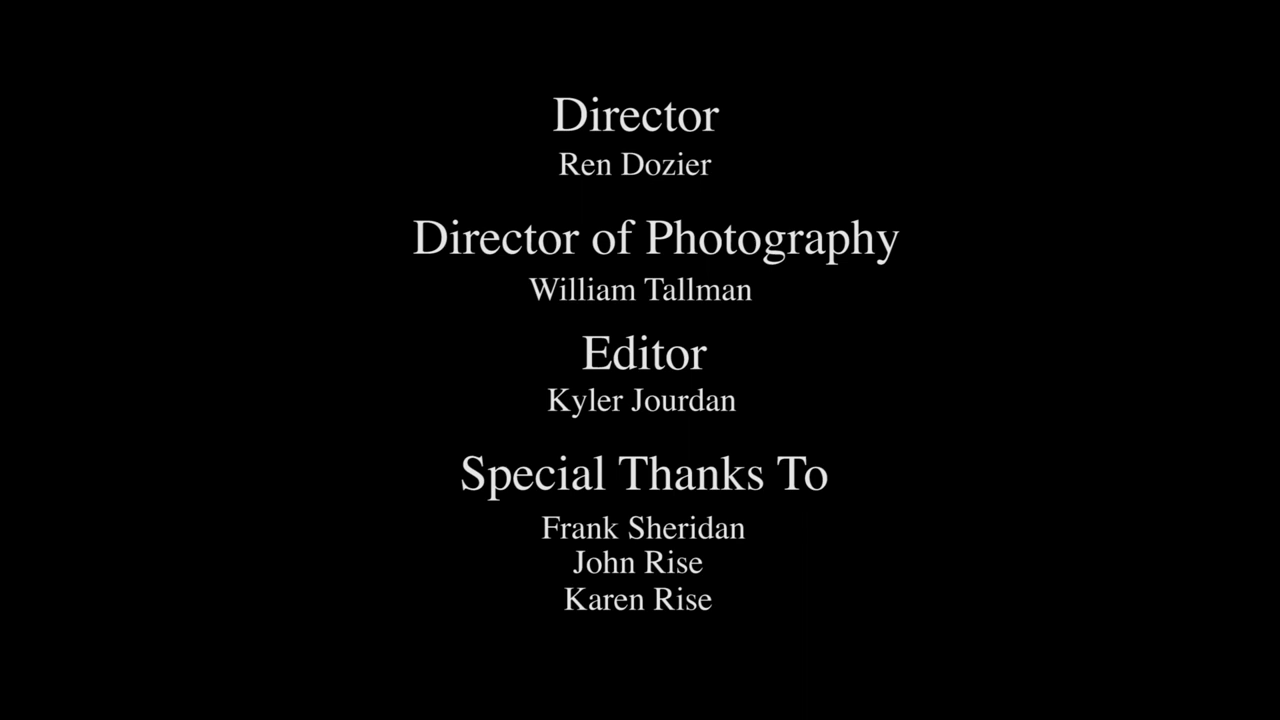 Director
Ren Dozier
Director of Photography
William Tallman
Editor
Kyler Jourdan
Special Thanks To
Frank Sheridan
John Rise
Karen Rise